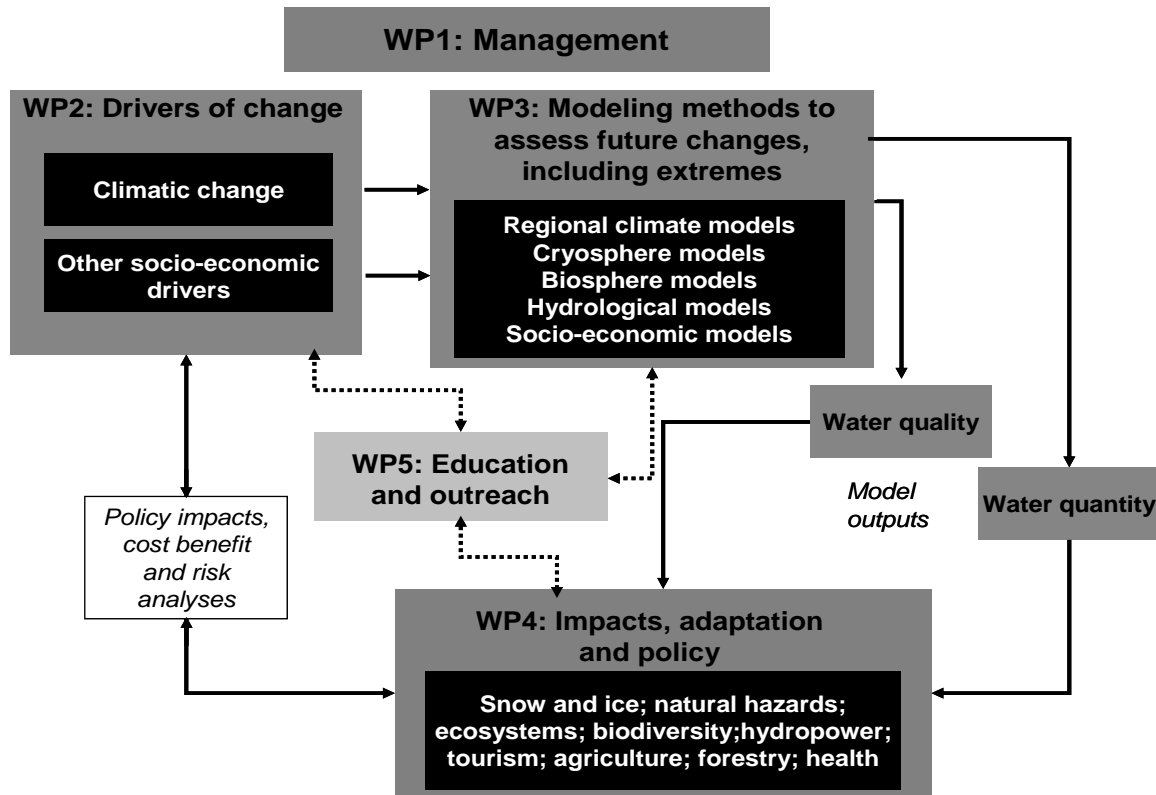 WP1: Management
WP2: Drivers of change
Climatic change
Other socio-economic
drivers
WP3: Modeling methods to
assess future changes,
including extremes
Regional climate models
Cryosphere models
Biosphere models
Hydrological models
Socio-economic models
Water quality
WP5: Education
and outreach
Model
outputs
Water quantity
Policy impacts,
cost benefit
and risk
analyses
WP4: Impacts, adaptation
and policy
Snow and ice; natural hazards;
ecosystems; biodiversity;hydropower;
tourism; agriculture; forestry; health